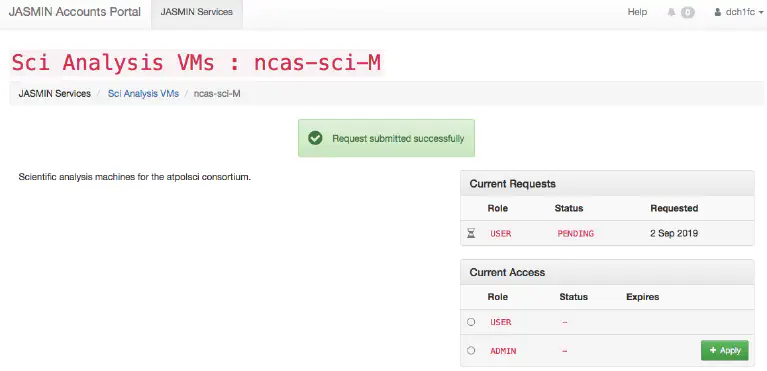 JASMIN Accounts Portal JASMIN Services Help 0 dch1fc
Sci Analysis VMs : ncas-sci-M
JASMIN Services / Sci Analysis VMs / ncas-sci-M
Request submitted successfully
Scientific analysis machines for the atpolsci consortium.
Current Requests
Role Status Requested
USER PENDING 2 Sep 2019
Current Access
Role Status Expires
USER –
ADMIN – + Apply